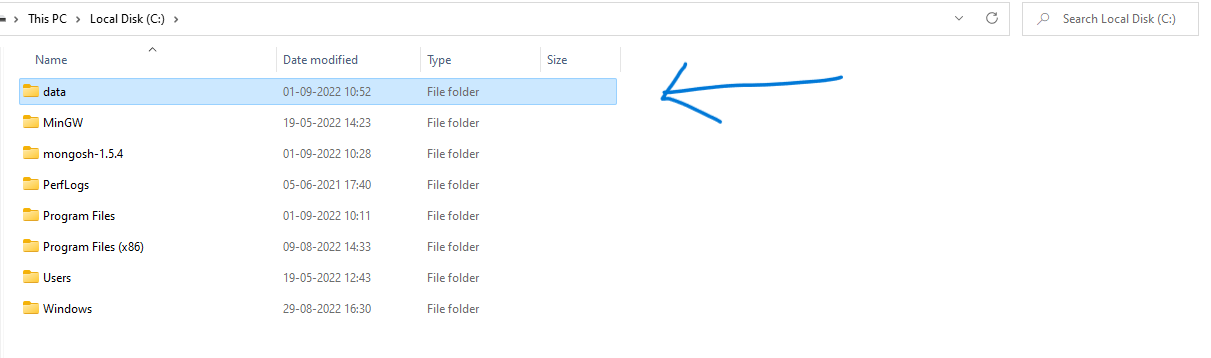 This PC > Local Disk (C:) >
Search Local Disk (C:)
Name Date modified Type Size
data 01-09-2022 10:52 File folder
MinGW 19-05-2022 14:23 File folder
mongosh-1.5.4 01-09-2022 10:28 File folder
PerfLogs 05-06-2021 17:40 File folder
Program Files 01-09-2022 10:11 File folder
Program Files (x86) 09-08-2022 14:33 File folder
Users 19-05-2022 12:43 File folder
Windows 29-08-2022 16:30 File folder